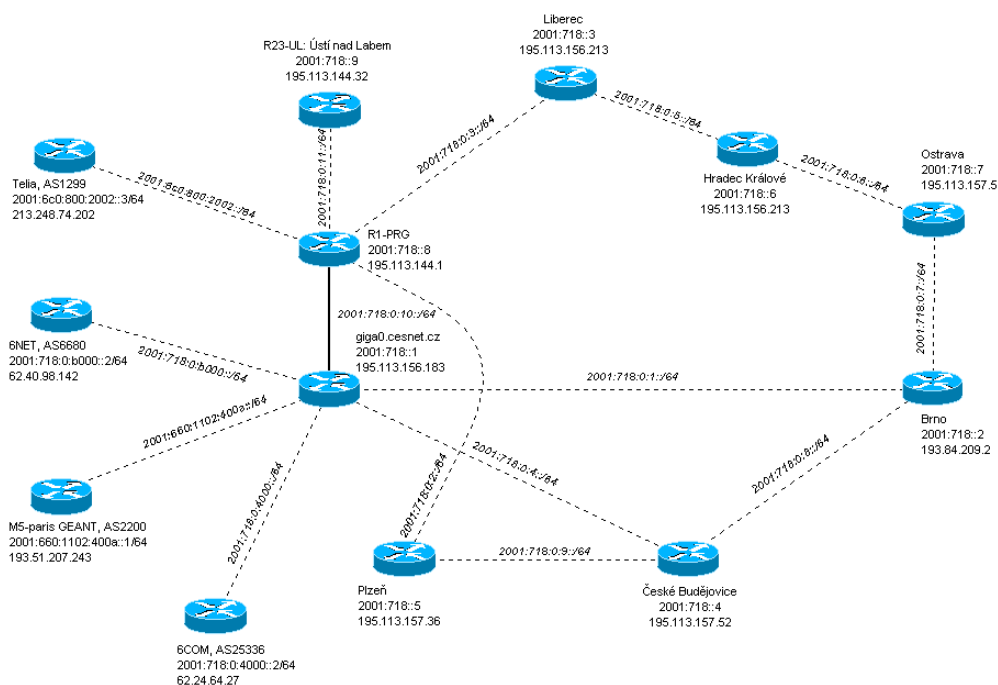 Liberec
2001:718::3
195.113.156.213
R23-UL: Ústí nad Labem
2001:718::9
195.113.144.32
2001:718:0:5::/64
2001:718:0:3::/64
2001:718:0:11::/64
Hradec Králové
2001:718::6
195.113.156.213
2001:718:0:6::/64
Ostrava
2001:718::7
195.113.157.5
Telia, AS1299
2001:6c0:800:2002::3/64
213.248.74.202
2001:6c0:800:2002::/64
R1-PRG
2001:718::8
195.113.144.1
2001:718:0:7::/64
2001:718:0:10::/64
giga0.cesnet.cz
2001:718::1
195.113.156.183
6NET, AS6680
2001:718:0:b000::2/64
62.40.98.142
2001:718:0:b000::/64
2001:718:0:1::/64
Brno
2001:718::2
193.84.209.2
2001:660:1102:400a::/64
2001:718:0:4::/64
2001:718:0:8::/64
2001:718:0:2::/64
M5-paris GEANT, AS2200
2001:660:1102:400a::1/64
193.51.207.243
2001:718:0:4000::/64
2001:718:0:9::/64
Plzeň
2001:718::5
195.113.157.36
České Budějovice
2001:718::4
195.113.157.52
6COM, AS25336
2001:718:0:4000::2/64
62.24.64.27